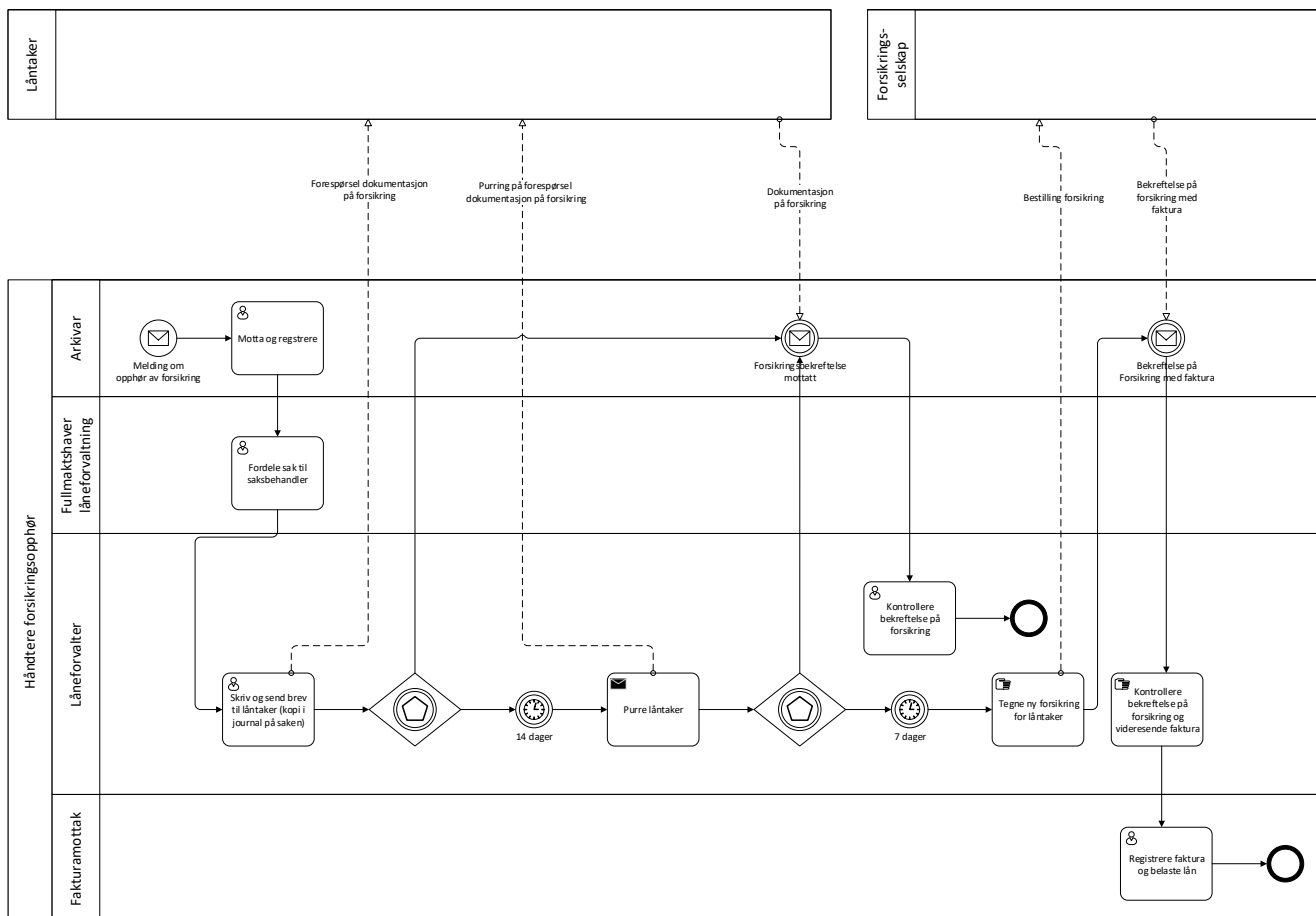 Låntaker
Forsikrings-
selskap
Forespørsel dokumentasjon
på forsikring
Purring på forespørsel
dokumentasjon på forsikring
Dokumentasjon
på forsikring
Bestilling forsikring
Bekreftelse på
forsikring med
faktura
Håndtere forsikringsopphør
Arkivar
Melding om
opphør av forsikring
Motta og regstrere
Forsikringsbekreftelse
mottatt
Bekreftelse på
Forsikring med faktura
Fullmaktshaver
låneforvaltning
Fordele sak til
saksbehandler
Låneforvalter
Skriv og send brev
til låntaker (kopi i
journal på saken)
14 dager
Purre låntaker
Kontrollere
bekreftelse på
forsikring
7 dager
Tegne ny forsikring
for låntaker
Kontrollere
bekreftelse på
forsikring og
videresende faktura
Fakturamottak
Registrere faktura
og belaste lån